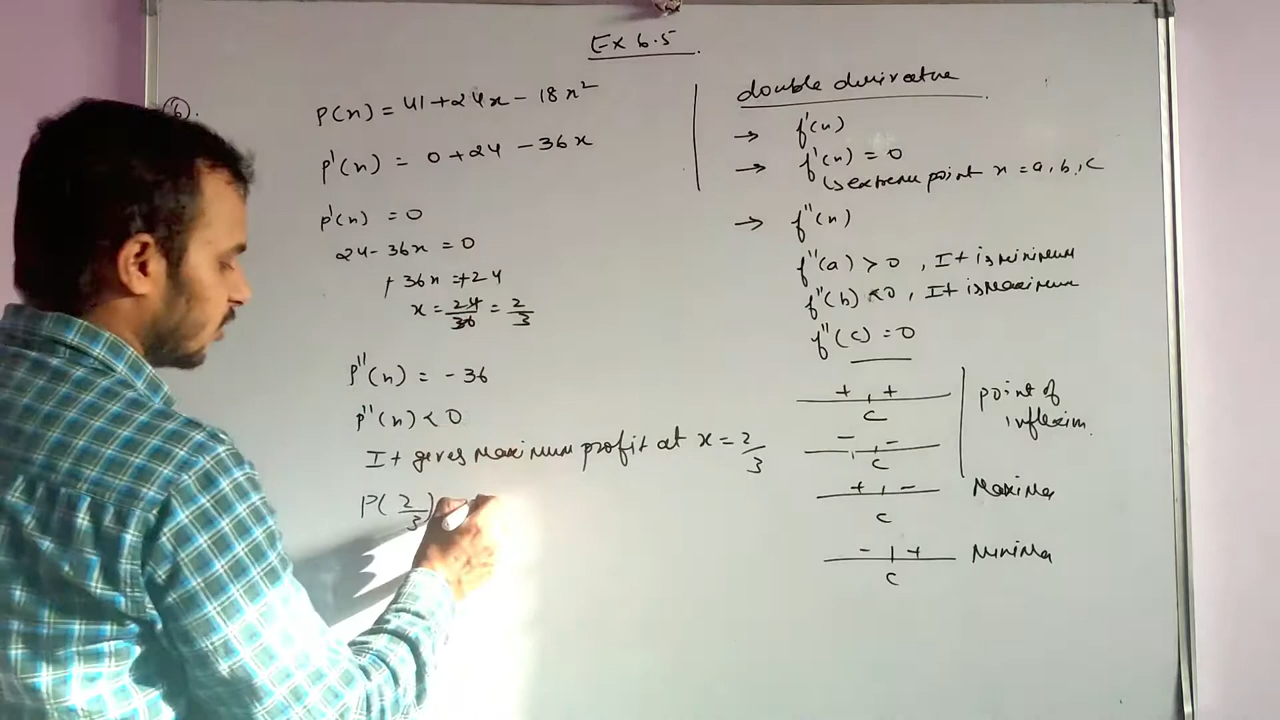 Ex 6.5
6.
P(x) = 41+24x - 18x²
P'(x) = 0+24 - 36x
P'(x) = 0
24-36x = 0
+36x = +24
x = 24/36 = 2/3
P''(x) = - 36
P''(x) < 0
It gives Maximum profit at x = 2/3
P(2/3)
double derivative
→ f'(x)
→ f'(x) = 0
↳ extreme point x = a, b, c
→ f''(x)
f''(a) > 0 , It is minimum
f''(b) < 0 , It is Maximum
f''(c) = 0
+ +
c
point of
inflexion.
- -
c
+ - Maxima
c
- + Minima
c